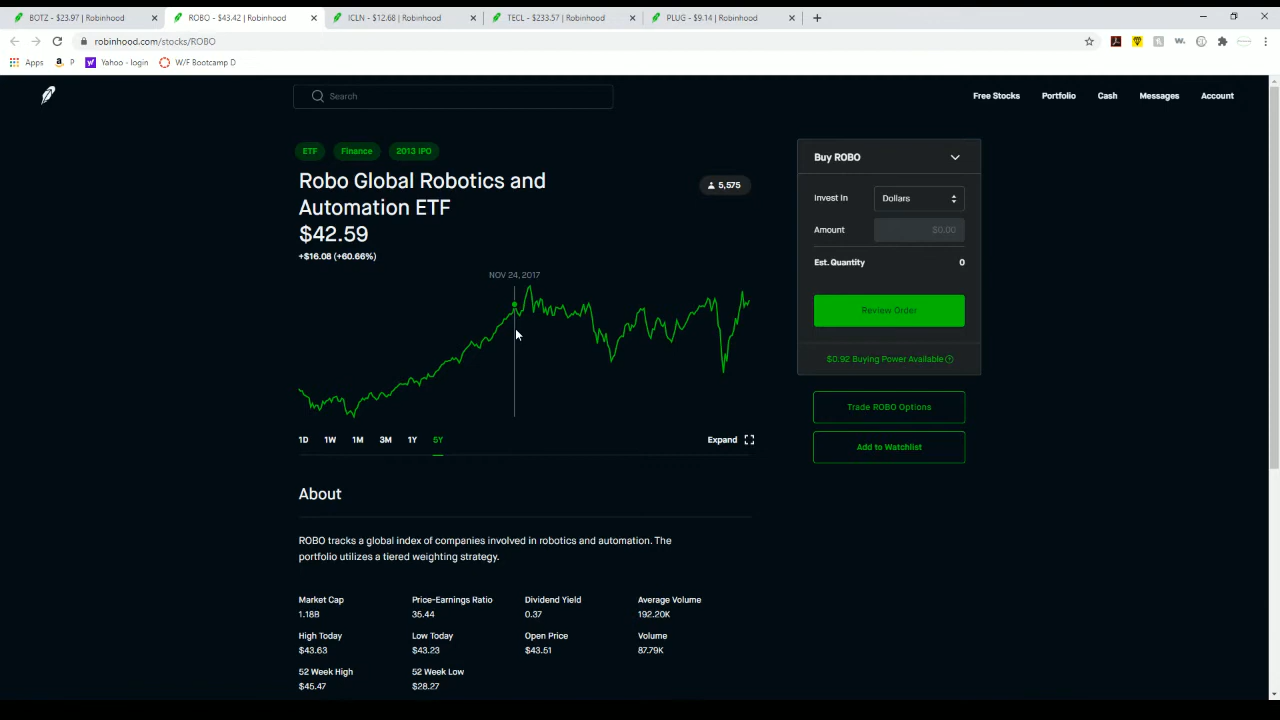 BOTZ - $23.97 | Robinhood
ROBO - $43.42 | Robinhood
ICLN - $12.68 | Robinhood
TECL - $233.57 | Robinhood
PLUG - $9.14 | Robinhood
robinhood.com/stocks/ROBO
Apps
P
Yahoo - login
W/F Bootcamp D
Search
Free Stocks
Portfolio
Cash
Messages
Account
ETF
Finance
2013 IPO
Robo Global Robotics and
Automation ETF
$42.59
+$16.08 (+60.66%)
5,575
NOV 24, 2017
1D
1W
1M
3M
1Y
5Y
Expand
Buy ROBO
Invest In
Dollars
Amount
$0.00
Est. Quantity
0
Review Order
$0.92 Buying Power Available
Trade ROBO Options
Add to Watchlist
About
ROBO tracks a global index of companies involved in robotics and automation. The
portfolio utilizes a tiered weighting strategy.
Market Cap
1.18B
Price-Earnings Ratio
35.44
Dividend Yield
0.37
Average Volume
192.20K
High Today
$43.63
Low Today
$43.23
Open Price
$43.51
Volume
87.79K
52 Week High
$45.47
52 Week Low
$28.27